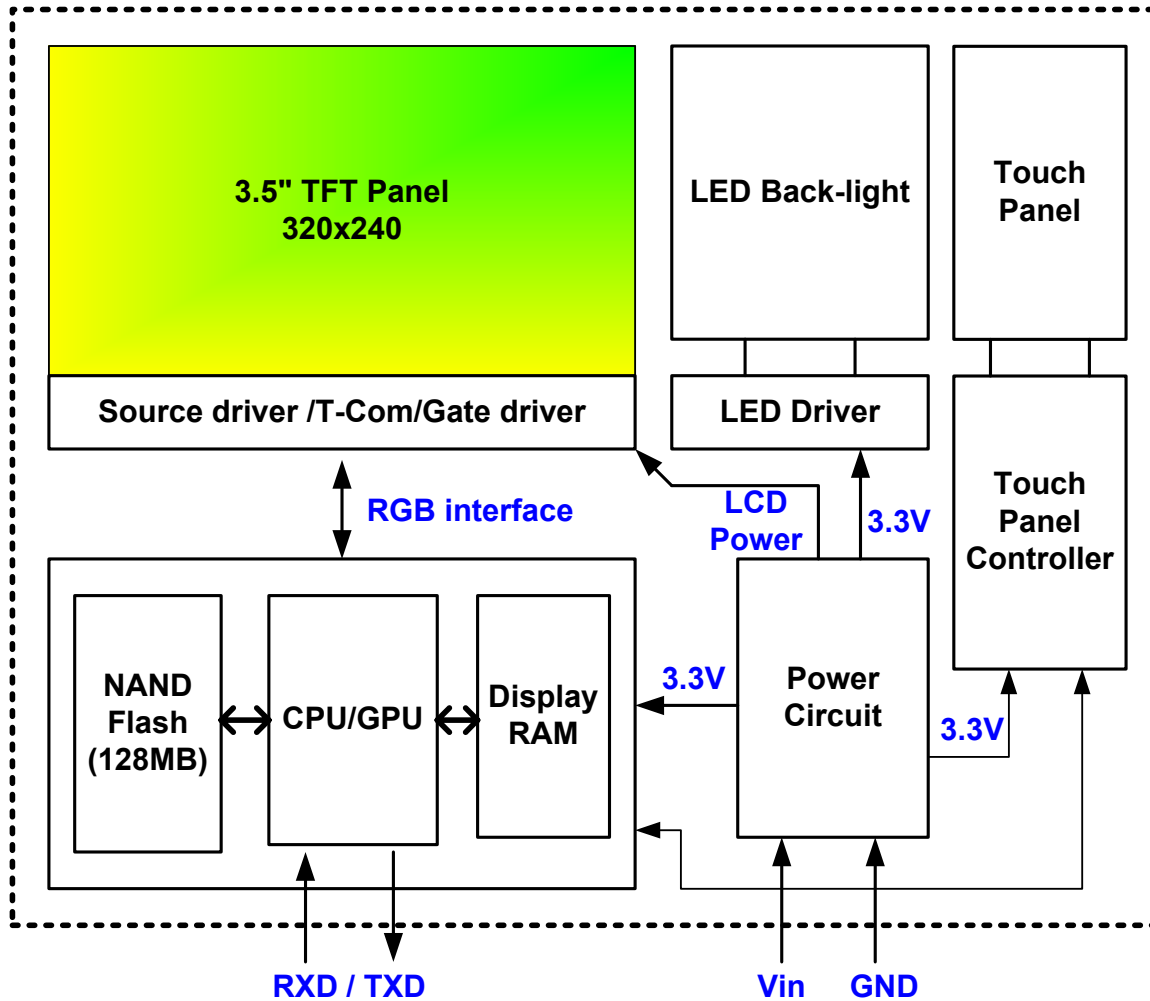 3.5" TFT Panel
320x240
LED Back-light
Touch
Panel
Source driver /T-Com/Gate driver
LED Driver
Touch
Panel
Controller
RGB interface
LCD
Power
3.3V
NAND
Flash
(128MB)
CPU/GPU
Display
RAM
3.3V
Power
Circuit
3.3V
RXD / TXD
Vin
GND